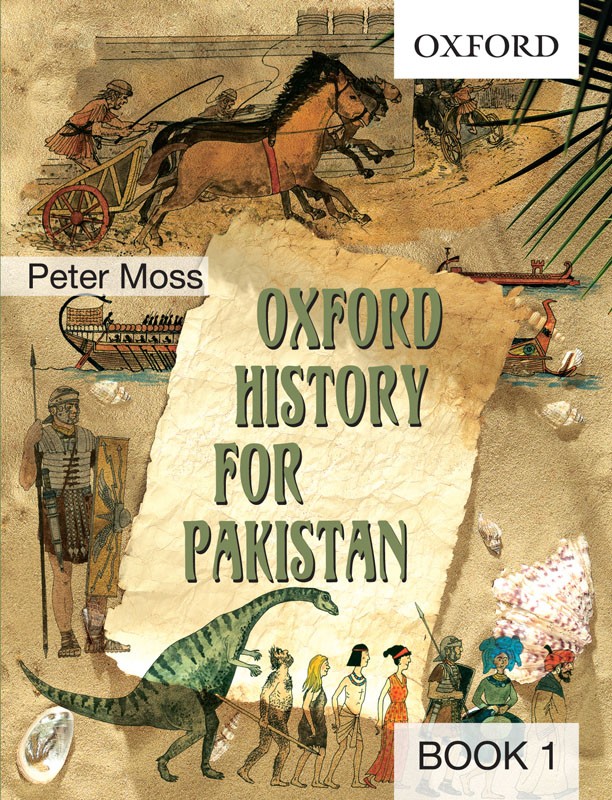 OXFORD
Peter Moss
OXFORD
HISTORY
FOR
PAKISTAN
BOOK 1